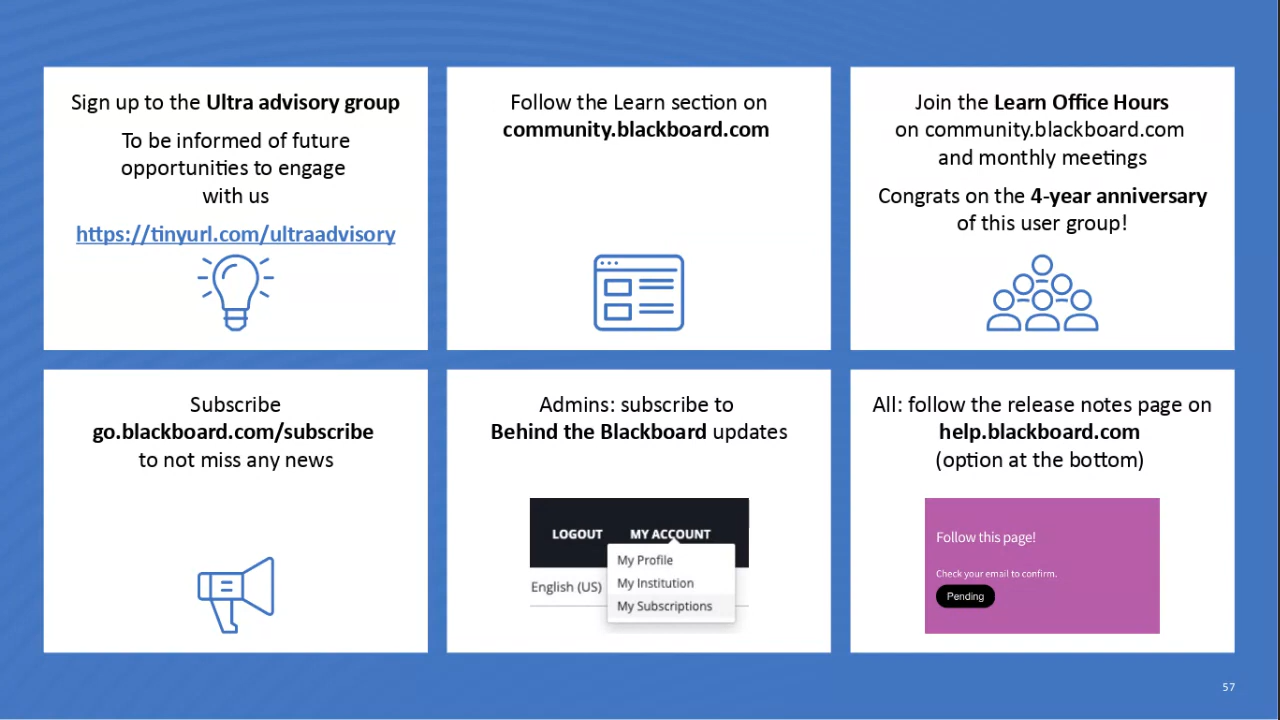 Sign up to the Ultra advisory group
To be informed of future
opportunities to engage
with us
https://tinyurl.com/ultraadvisory
Follow the Learn section on
community.blackboard.com
Join the Learn Office Hours
on community.blackboard.com
and monthly meetings
Congrats on the 4-year anniversary
of this user group!
Subscribe
go.blackboard.com/subscribe
to not miss any news
Admins: subscribe to
Behind the Blackboard updates
LOGOUT MY ACCOUNT
My Profile
English (US) My Institution
My Subscriptions
All: follow the release notes page on
help.blackboard.com
(option at the bottom)
Follow this page!
Check your email to confirm.
Pending
57